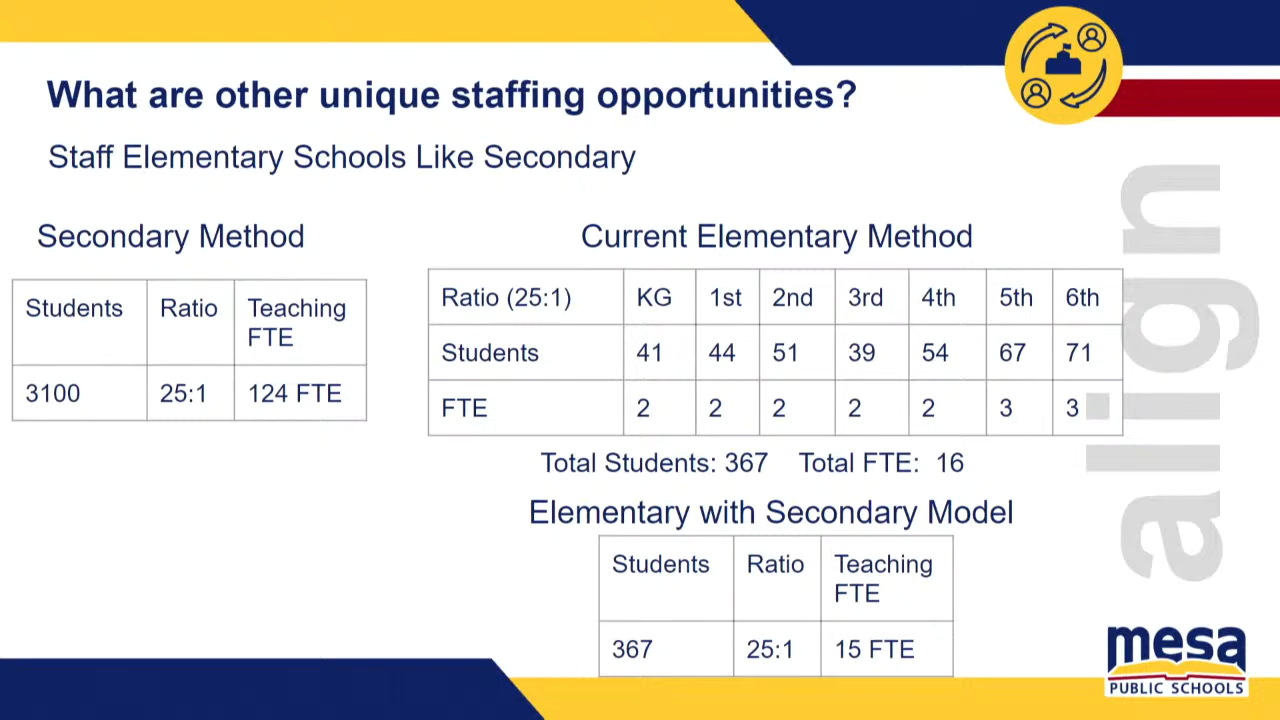 What are other unique staffing opportunities?
Staff Elementary Schools Like Secondary
Secondary Method
Students Ratio Teaching
FTE
3100 25:1 124 FTE
Current Elementary Method
Ratio (25:1) KG 1st 2nd 3rd 4th 5th 6th
Students 41 44 51 39 54 67 71
FTE 2 2 2 2 2 3 3
Total Students: 367 Total FTE: 16
Elementary with Secondary Model
Students Ratio Teaching
FTE
367 25:1 15 FTE
align
mesa
PUBLIC SCHOOLS